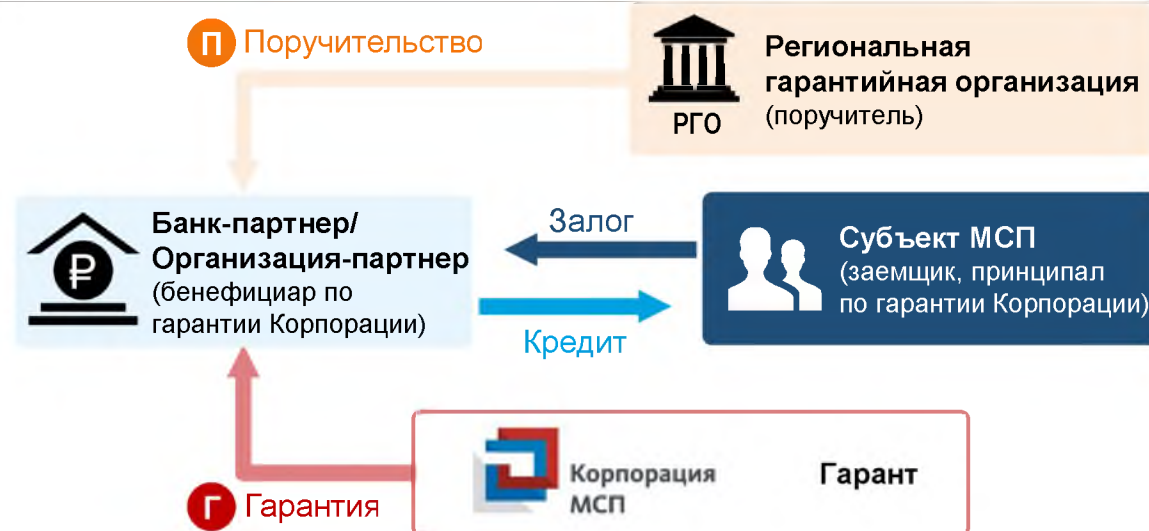 П Поручительство
РГО
Региональная
гарантийная организация
(поручитель)
₽
Банк-партнер/
Организация-партнер
(бенефициар по
гарантии Корпорации)
Залог
Кредит
Субъект МСП
(заемщик, принципал
по гарантии Корпорации)
Г Гарантия
Корпорация
МСП
Гарант